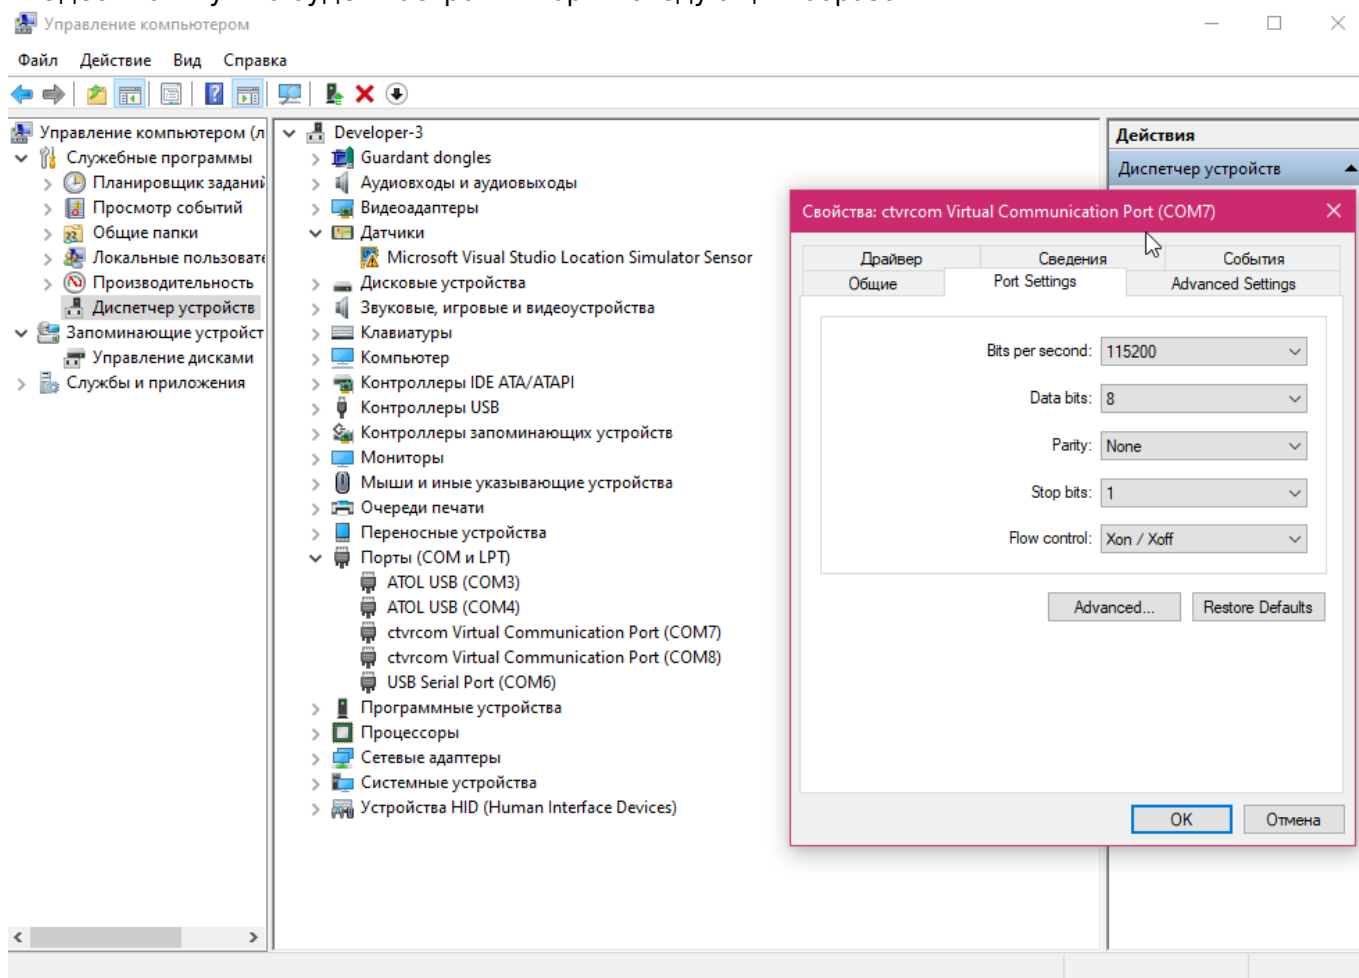 Управление компьютером
Файл Действие Вид Справка
Управление компьютером (л
Служебные программы
Планировщик заданий
Просмотр событий
Общие папки
Локальные пользовате
Производительность
Диспетчер устройств
Запоминающие устройст
Управление дисками
Службы и приложения
Developer-3
Guardant dongles
Аудиовходы и аудиовыходы
Видеоадаптеры
Датчики
Microsoft Visual Studio Location Simulator Sensor
Дисковые устройства
Звуковые, игровые и видеоустройства
Клавиатуры
Компьютер
Контроллеры IDE ATA/ATAPI
Контроллеры USB
Контроллеры запоминающих устройств
Мониторы
Мыши и иные указывающие устройства
Очереди печати
Переносные устройства
Порты (COM и LPT)
ATOL USB (COM3)
ATOL USB (COM4)
ctvrcom Virtual Communication Port (COM7)
ctvrcom Virtual Communication Port (COM8)
USB Serial Port (COM6)
Программные устройства
Процессоры
Сетевые адаптеры
Системные устройства
Устройства HID (Human Interface Devices)
Действия
Диспетчер устройств
Свойства: ctvrcom Virtual Communication Port (COM7)
Драйвер Сведения События
Общие Port Settings Advanced Settings
Bits per second: 115200
Data bits: 8
Parity: None
Stop bits: 1
Flow control: Xon / Xoff
Advanced... Restore Defaults
OK Отмена